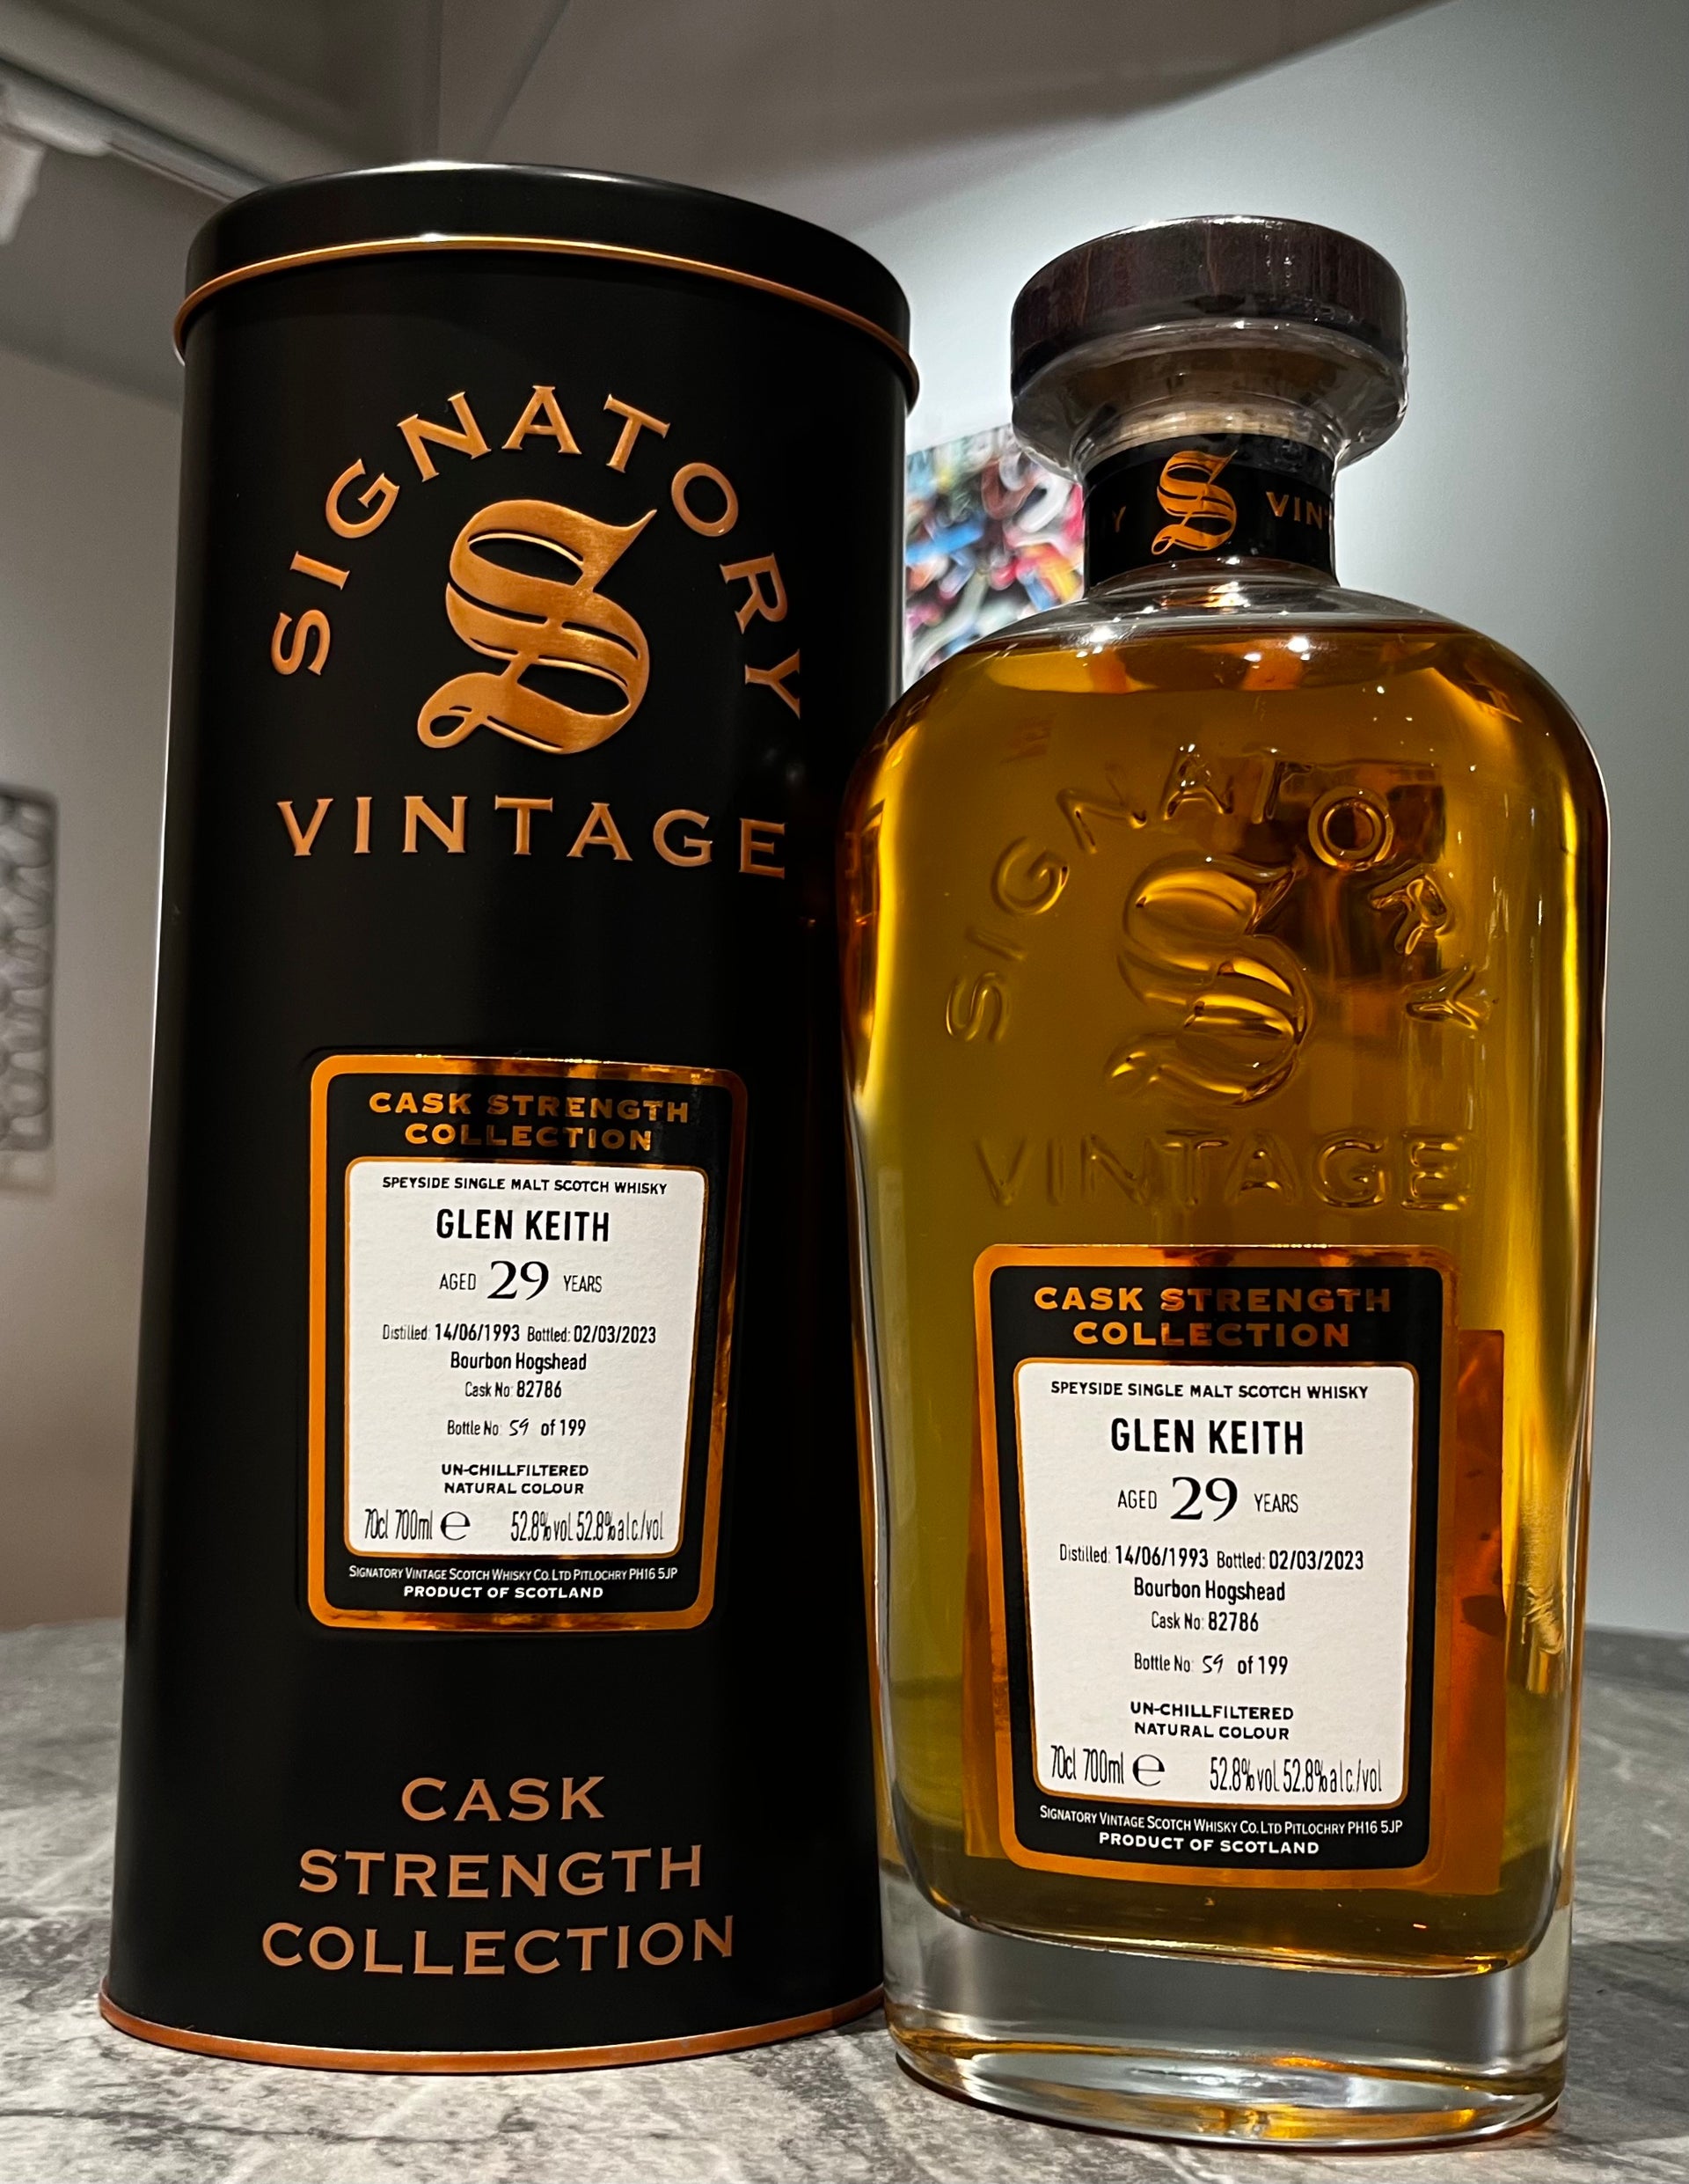 SIGNATORY
S
VINTAGE
CASK STRENGTH
COLLECTION
SPEYSIDE SINGLE MALT SCOTCH WHISKY
GLEN KEITH
AGED 29 YEARS
Distilled: 14/06/1993 Bottled: 02/03/2023
Bourbon Hogshead
Cask No: 82786
Bottle No: 59 of 199
UN-CHILLFILTERED
NATURAL COLOUR
70cl 700ml ℮ 52.8%vol 52.8%alc./vol
SIGNATORY VINTAGE SCOTCH WHISKY CO. LTD PITLOCHRY PH16 5JP
PRODUCT OF SCOTLAND
CASK
STRENGTH
COLLECTION
Y S VIN
SIGNATORY
S
VINTAGE
CASK STRENGTH
COLLECTION
SPEYSIDE SINGLE MALT SCOTCH WHISKY
GLEN KEITH
AGED 29 YEARS
Distilled: 14/06/1993 Bottled: 02/03/2023
Bourbon Hogshead
Cask No: 82786
Bottle No: 59 of 199
UN-CHILLFILTERED
NATURAL COLOUR
70cl 700ml ℮ 52.8%vol 52.8%alc./vol
SIGNATORY VINTAGE SCOTCH WHISKY CO. LTD PITLOCHRY PH16 5JP
PRODUCT OF SCOTLAND